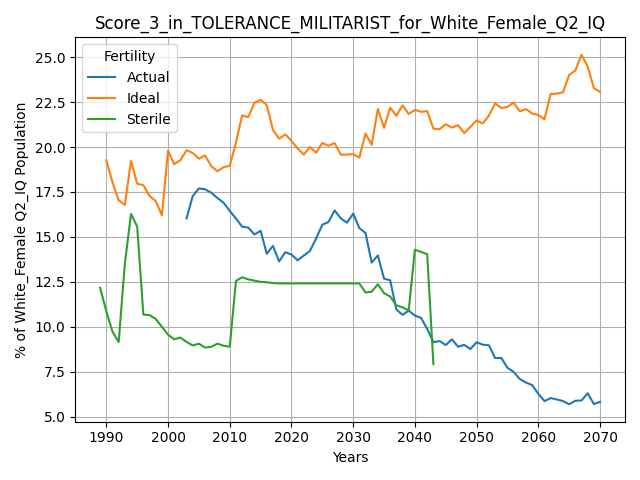 Score_3_in_TOLERANCE_MILITARIST_for_White_Female_Q2_IQ
Fertility
Actual
Ideal
Sterile
% of White_Female Q2_IQ Population
25.0
22.5
20.0
17.5
15.0
12.5
10.0
7.5
5.0
1990 2000 2010 2020 2030 2040 2050 2060 2070
Years